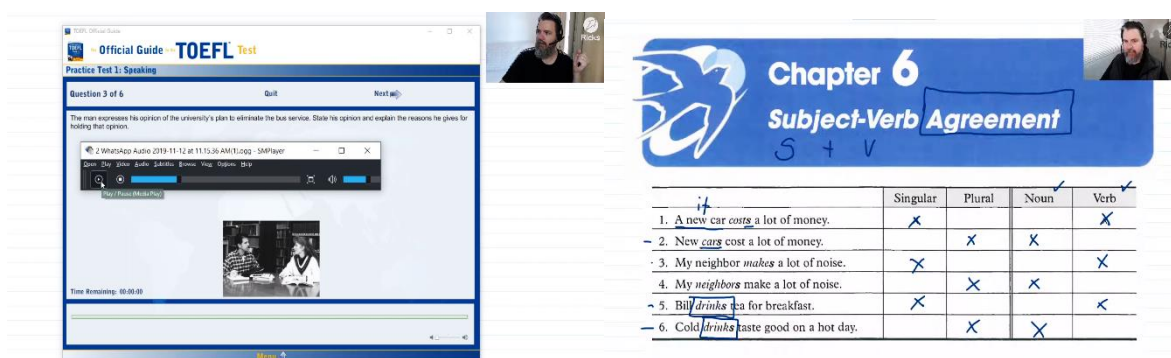 TOEFL Official Guide
The Official Guide to the TOEFL Test
Practice Test 1: Speaking
Question 3 of 6 Quit Next
The man expresses his opinion of the university's plan to eliminate the bus service. State his opinion and explain the reasons he gives for
holding that opinion.
2 WhatsApp Audio 2019-11-12 at 11.15.36 AM(1).ogg - SMPlayer
Open Play Video Audio Subtitles Browse View Options Help
Play / Pause (Media Play)
Time Remaining: 00:00:00
Menu
Ricks
Chapter 6
Subject-Verb Agreement
S + V
Singular Plural Noun Verb
it
1. A new car costs a lot of money. X X
2. New cars cost a lot of money. X X
3. My neighbor makes a lot of noise. X X
4. My neighbors make a lot of noise. X X
5. Bill drinks tea for breakfast. X X
6. Cold drinks taste good on a hot day. X X